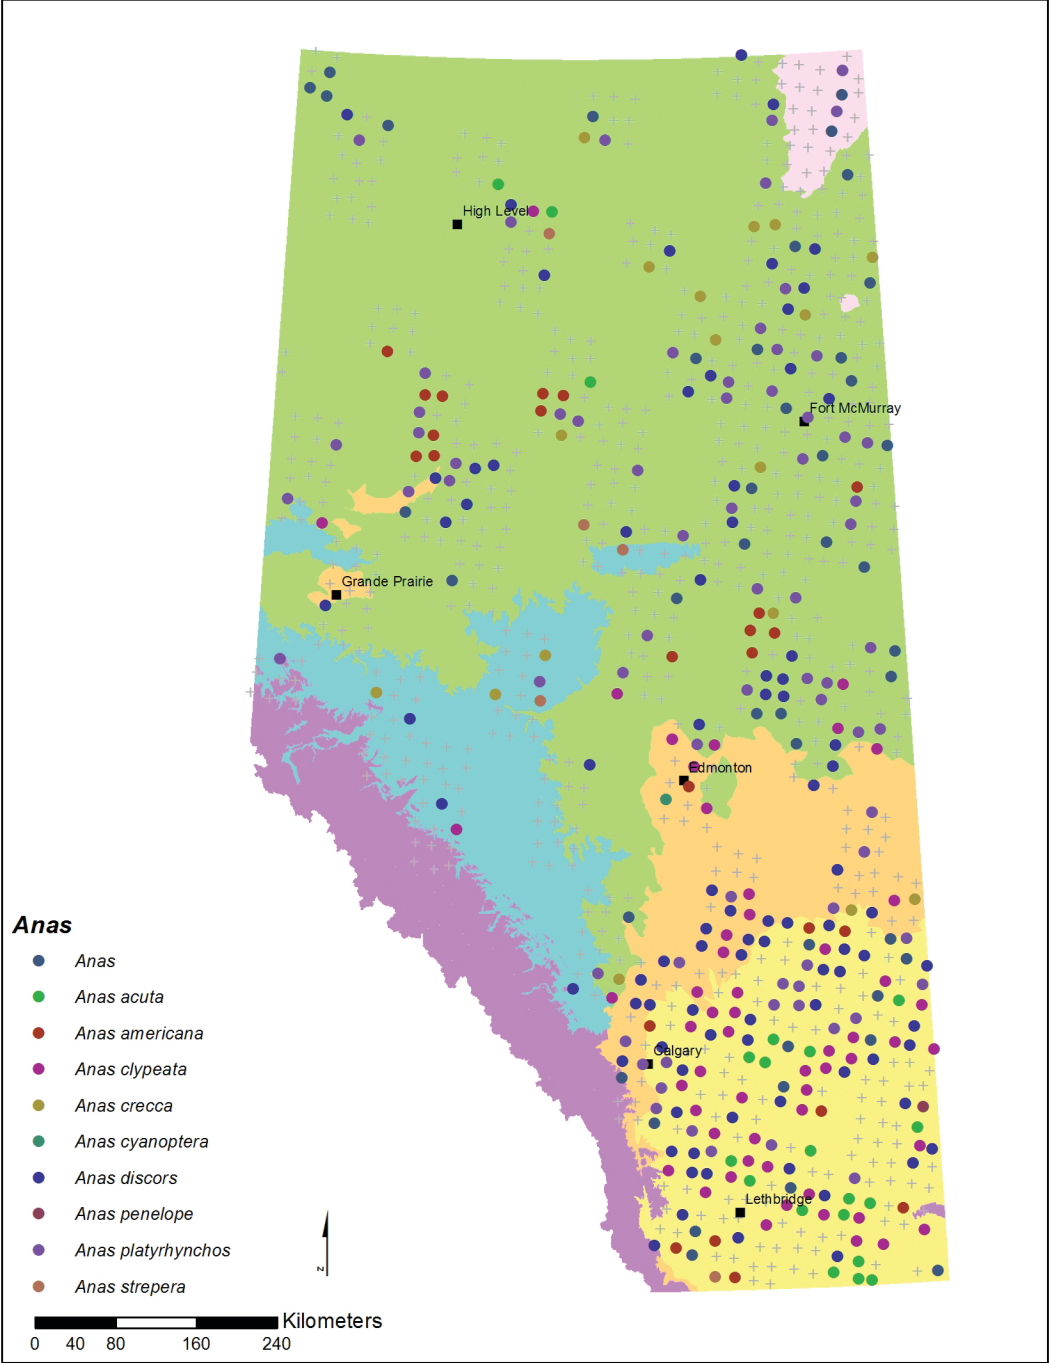 High Level
Fort McMurray
Grande Prairie
Edmonton
Calgary
Lethbridge
Anas
Anas
Anas acuta
Anas americana
Anas clypeata
Anas crecca
Anas cyanoptera
Anas discors
Anas penelope
Anas platyrhynchos
Anas strepera
N
Kilometers
0 40 80 160 240